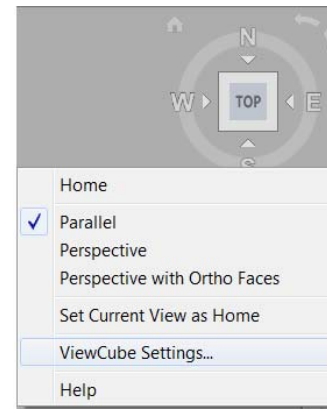 N
W TOP E
S
Home
Parallel
Perspective
Perspective with Ortho Faces
Set Current View as Home
ViewCube Settings...
Help